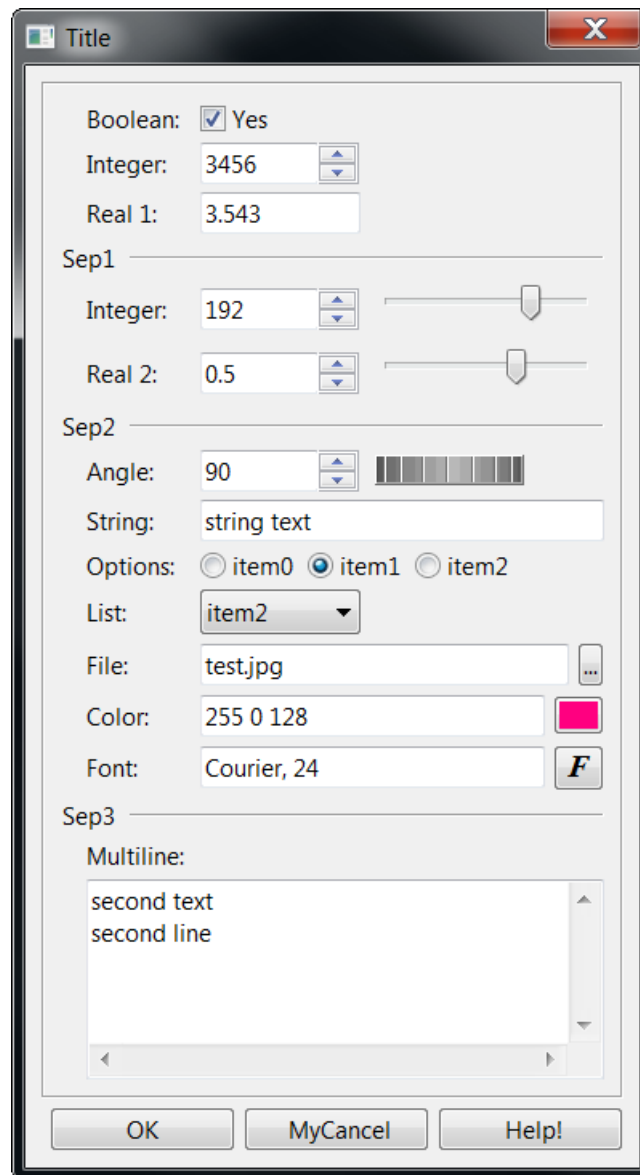 Title
Boolean: Yes
Integer: 3456
Real 1: 3.543
Sep1
Integer: 192
Real 2: 0.5
Sep2
Angle: 90
String: string text
Options: item0 item1 item2
List: item2
File: test.jpg ...
Color: 255 0 128
Font: Courier, 24 F
Sep3
Multiline:
second text
second line
OK MyCancel Help!